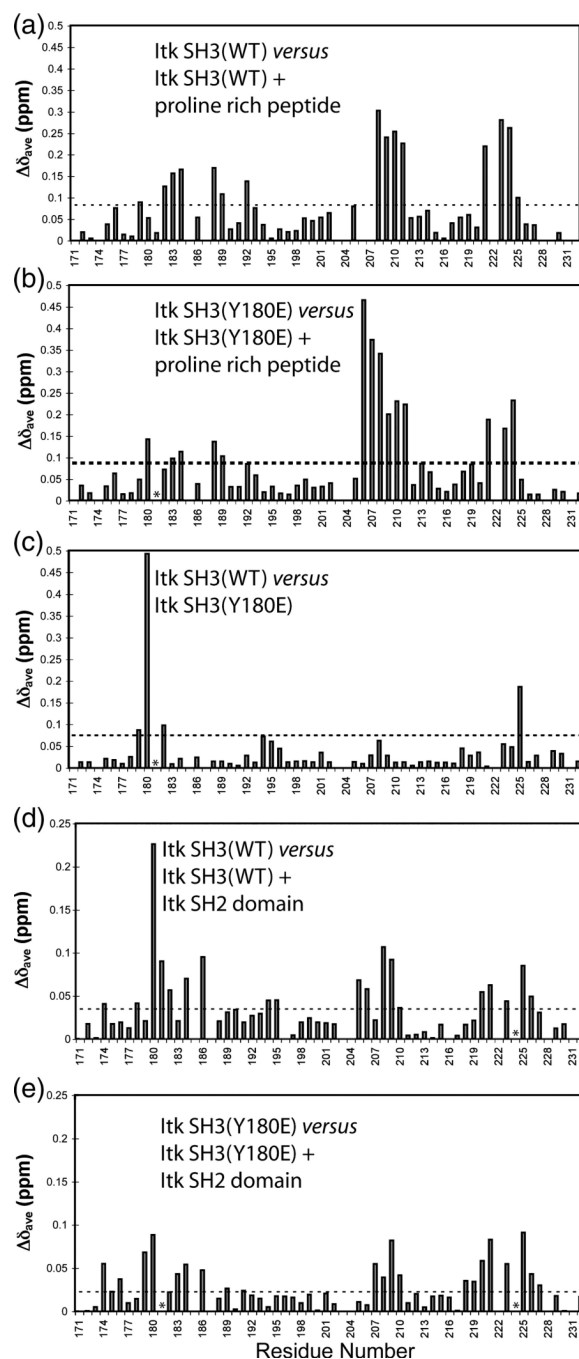 (a)
Itk SH3(WT) versus
Itk SH3(WT) +
proline rich peptide
Δδave (ppm)
0.5
0.45
0.4
0.35
0.3
0.25
0.2
0.15
0.1
0.05
0
171 174 177 180 183 186 189 192 195 198 201 204 207 210 213 216 219 222 225 228 231
(b)
Itk SH3(Y180E) versus
Itk SH3(Y180E) +
proline rich peptide
Δδave (ppm)
0.5
0.45
0.4
0.35
0.3
0.25
0.2
0.15
0.1
0.05
0
*
171 174 177 180 183 186 189 192 195 198 201 204 207 210 213 216 219 222 225 228 231
(c)
Itk SH3(WT) versus
Itk SH3(Y180E)
Δδave (ppm)
0.5
0.45
0.4
0.35
0.3
0.25
0.2
0.15
0.1
0.05
0
*
171 174 177 180 183 186 189 192 195 198 201 204 207 210 213 216 219 222 225 228 231
(d)
Itk SH3(WT) versus
Itk SH3(WT) +
Itk SH2 domain
Δδave (ppm)
0.25
0.2
0.15
0.1
0.05
0
*
171 174 177 180 183 186 189 192 195 198 201 204 207 210 213 216 219 222 225 228 231
(e)
Itk SH3(Y180E) versus
Itk SH3(Y180E) +
Itk SH2 domain
Δδave (ppm)
0.25
0.2
0.15
0.1
0.05
0
* *
171 174 177 180 183 186 189 192 195 198 201 204 207 210 213 216 219 222 225 228 231
Residue Number